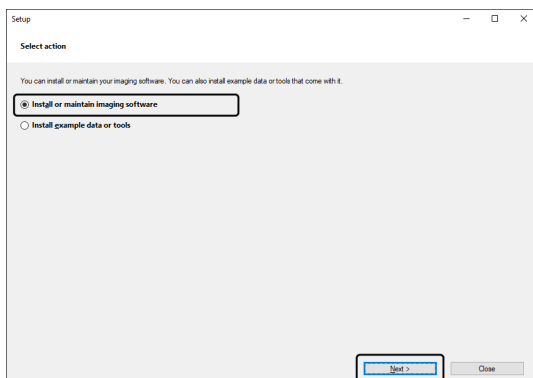 Setup
Select action
You can install or maintain your imaging software. You can also install example data or tools that come with it.
Install or maintain imaging software
Install example data or tools
Next >
Close